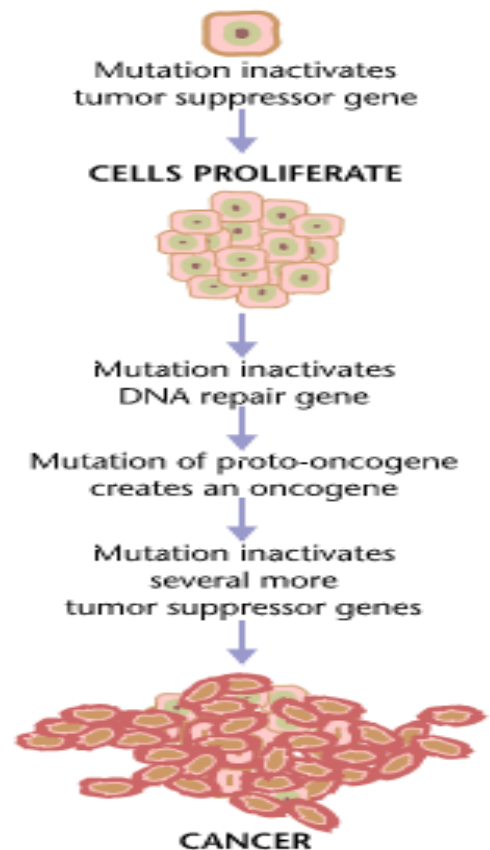 Mutation inactivates
tumor suppressor gene
CELLS PROLIFERATE
Mutation inactivates
DNA repair gene
Mutation of proto-oncogene
creates an oncogene
Mutation inactivates
several more
tumor suppressor genes
CANCER